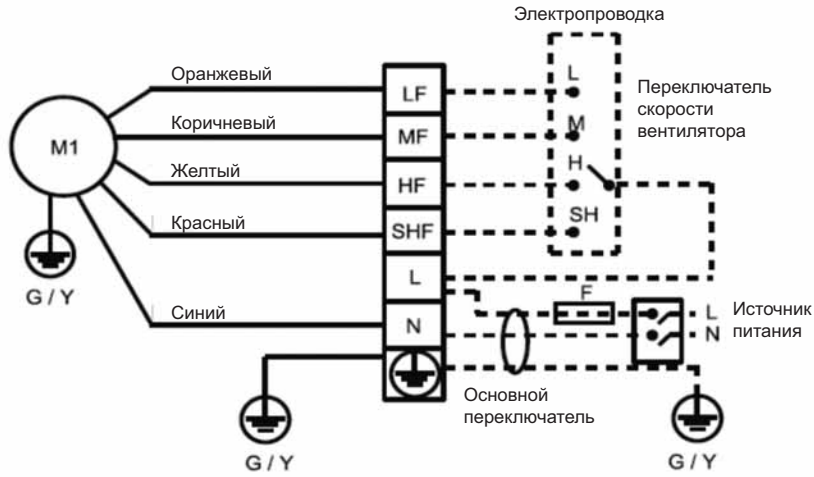 Электропроводка
Оранжевый
LF
L
Переключатель
скорости
вентилятора
Коричневый
MF
M
M1
Желтый
HF
H
Красный
SHF
SH
G / Y
L
F
Синий
N
L
N
Источник
питания
Основной
переключатель
G / Y
G / Y